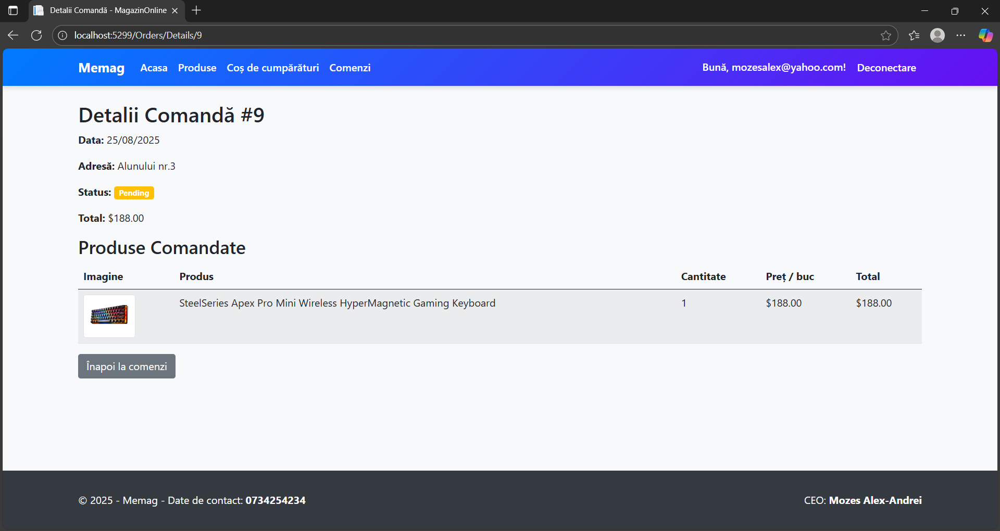 Detalii Comandă - MagazinOnline
localhost:5299/Orders/Details/9
Memag Acasa Produse Coș de cumpărături Comenzi Bună, mozesalex@yahoo.com! Deconectare
Detalii Comandă #9
Data: 25/08/2025
Adresă: Alunului nr.3
Status: Pending
Total: $188.00
Produse Comandate
Imagine Produs Cantitate Preț / buc Total
SteelSeries Apex Pro Mini Wireless HyperMagnetic Gaming Keyboard 1 $188.00 $188.00
Înapoi la comenzi
© 2025 - Memag - Date de contact: 0734254234 CEO: Mozes Alex-Andrei